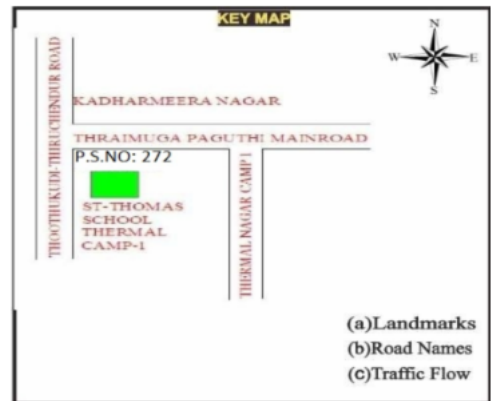 KEY MAP
N
W
E
S
THOOTHUKUDI-THIRUCHENDUR ROAD
KADHARMEERA NAGAR
THRAIMUGA PAGUTHI MAINROAD
P.S.NO: 272
ST-THOMAS
SCHOOL
THERMAL
CAMP-1
THERMAL NAGAR CAMP 1
(a)Landmarks
(b)Road Names
(c)Traffic Flow